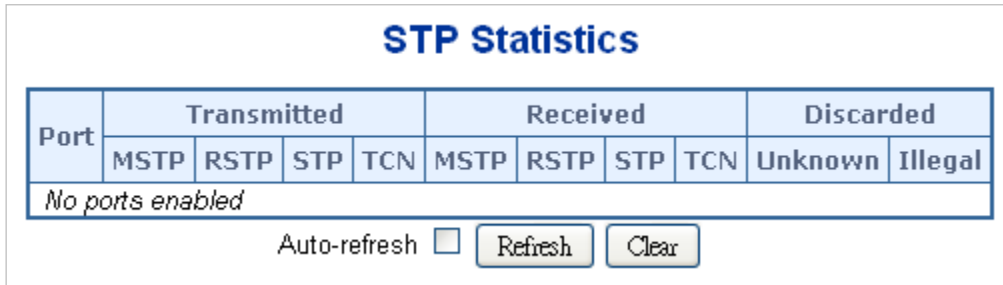 STP Statistics
Port Transmitted Received Discarded
MSTP RSTP STP TCN MSTP RSTP STP TCN Unknown Illegal
No ports enabled
Auto-refresh Refresh Clear